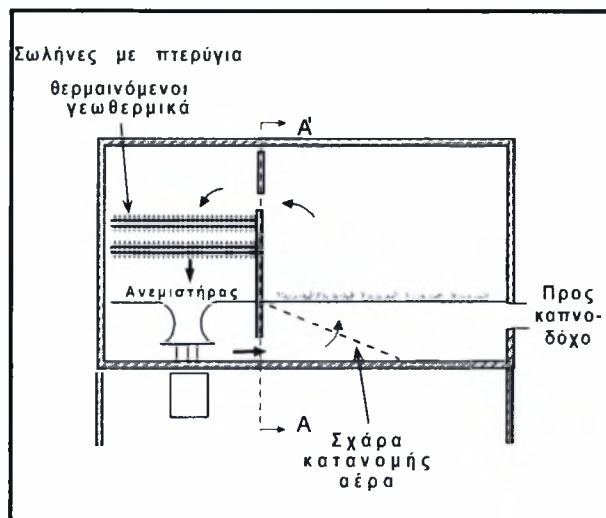 Σωλήνες με πτερύγια
θερμαινόμενοι
γεωθερμικά
Α'
Ανεμιστήρας
Προς
καπνο-
δόχο
Α
Σχάρα
κατανομής
αέρα